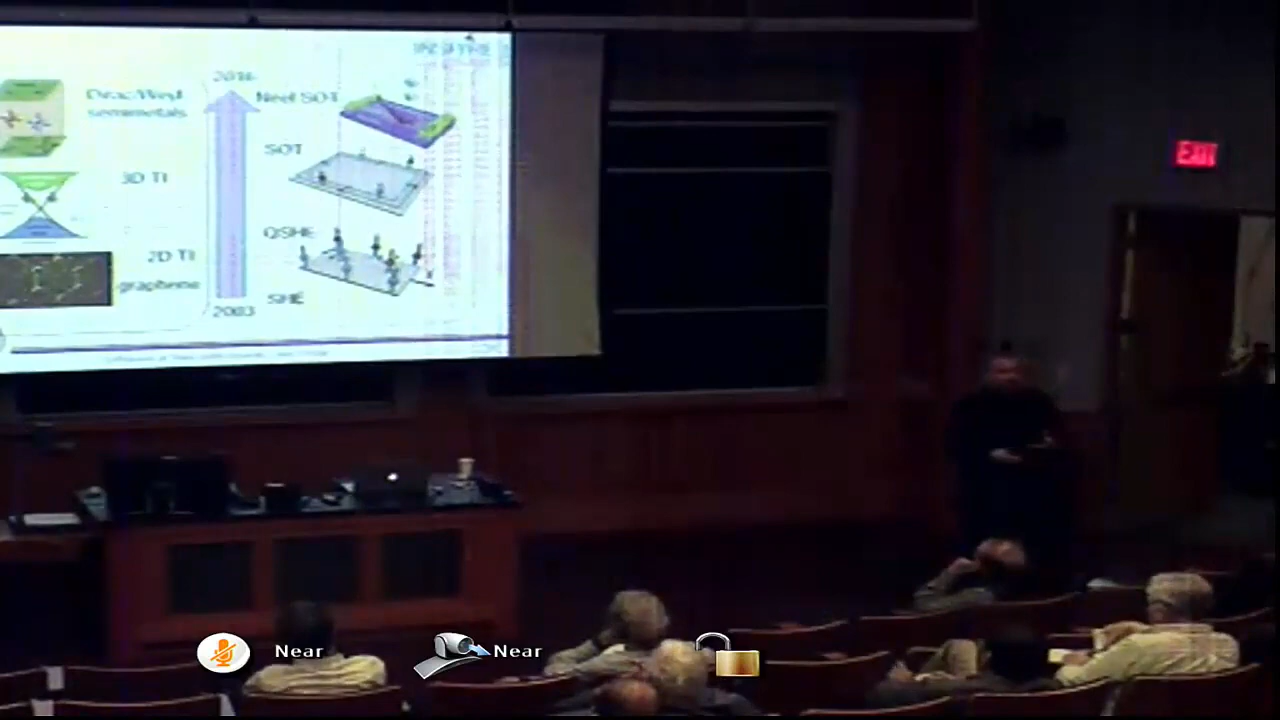 2016
Dirac/Weyl
semimetals
Neel SOT
SOT
3D TI
QSHE
2D TI
graphene
SHE
2003
EXIT
Near
Near